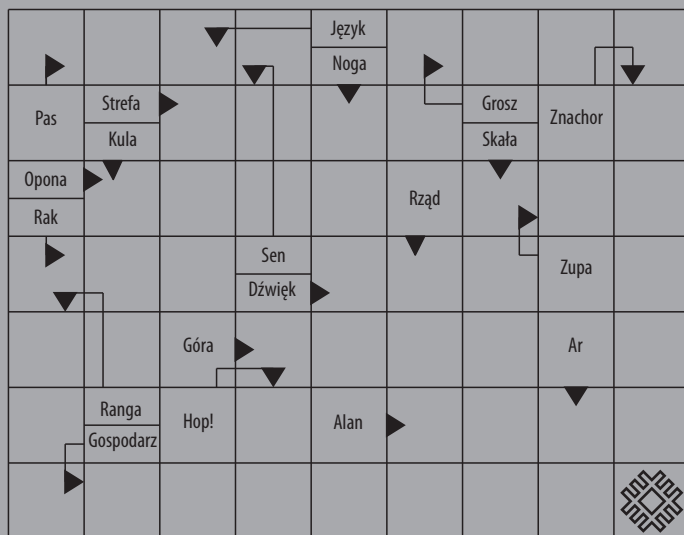 Język
Noga
Pas
Strefa
Kula
Grosz
Skała
Znachor
Opona
Rak
Rząd
Sen
Dźwięk
Zupa
Góra
Ar
Ranga
Gospodarz
Hop!
Alan